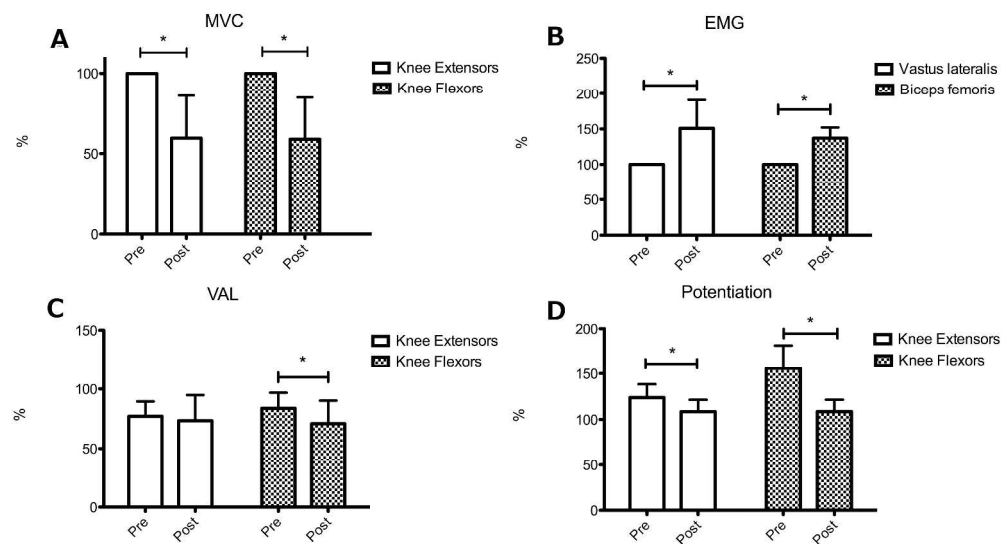 A
MVC
*
*
Knee Extensors
Knee Flexors
100
50
0
%
Pre
Post
Pre
Post
B
EMG
*
*
Vastus lateralis
Biceps femoris
250
200
150
100
50
0
%
Pre
Post
Pre
Post
C
VAL
*
Knee Extensors
Knee Flexors
150
100
50
0
%
Pre
Post
Pre
Post
D
Potentiation
*
*
Knee Extensors
Knee Flexors
200
150
100
50
0
%
Pre
Post
Pre
Post